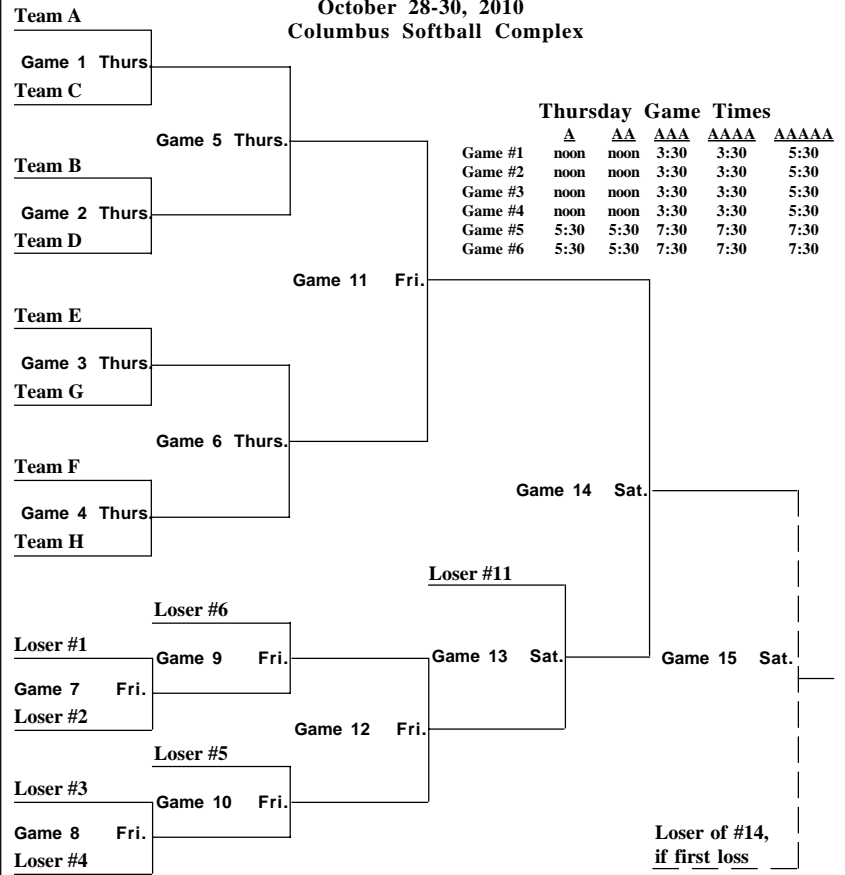 October 28-30, 2010
Columbus Softball Complex
Team A
Game 1 Thurs.
Team C
Game 5 Thurs.
Team B
Game 2 Thurs.
Team D
Thursday Game Times
A AA AAA AAAA AAAAA
Game #1 noon noon 3:30 3:30 5:30
Game #2 noon noon 3:30 3:30 5:30
Game #3 noon noon 3:30 3:30 5:30
Game #4 noon noon 3:30 3:30 5:30
Game #5 5:30 5:30 7:30 7:30 7:30
Game #6 5:30 5:30 7:30 7:30 7:30
Game 11 Fri.
Team E
Game 3 Thurs.
Team G
Game 6 Thurs.
Team F
Game 4 Thurs.
Team H
Game 14 Sat.
Loser #11
Loser #6
Loser #1
Game 9 Fri.
Game 13 Sat.
Game 15 Sat.
Game 7 Fri.
Loser #2
Game 12 Fri.
Loser #5
Loser #3
Game 10 Fri.
Game 8 Fri.
Loser #4
Loser of #14,
if first loss